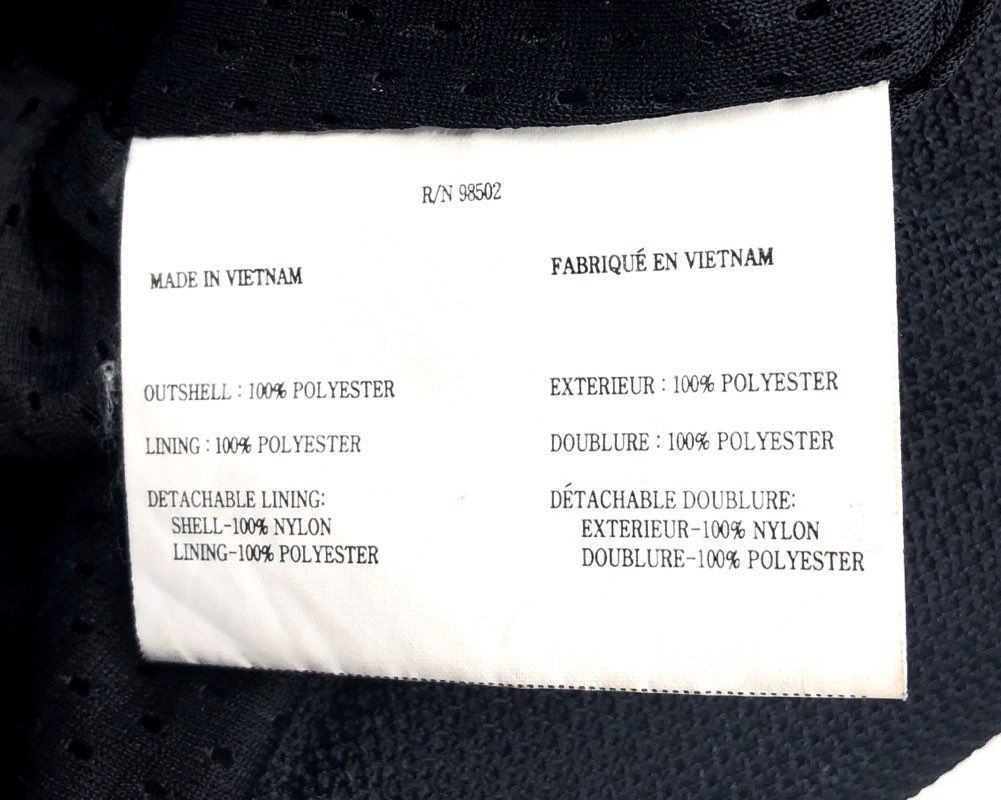 R/N 98502
MADE IN VIETNAM
OUTSHELL : 100% POLYESTER
LINING : 100% POLYESTER
DETACHABLE LINING:
SHELL-100% NYLON
LINING-100% POLYESTER
FABRIQUÉ EN VIETNAM
EXTERIEUR : 100% POLYESTER
DOUBLURE : 100% POLYESTER
DÉTACHABLE DOUBLURE:
EXTERIEUR-100% NYLON
DOUBLURE-100% POLYESTER